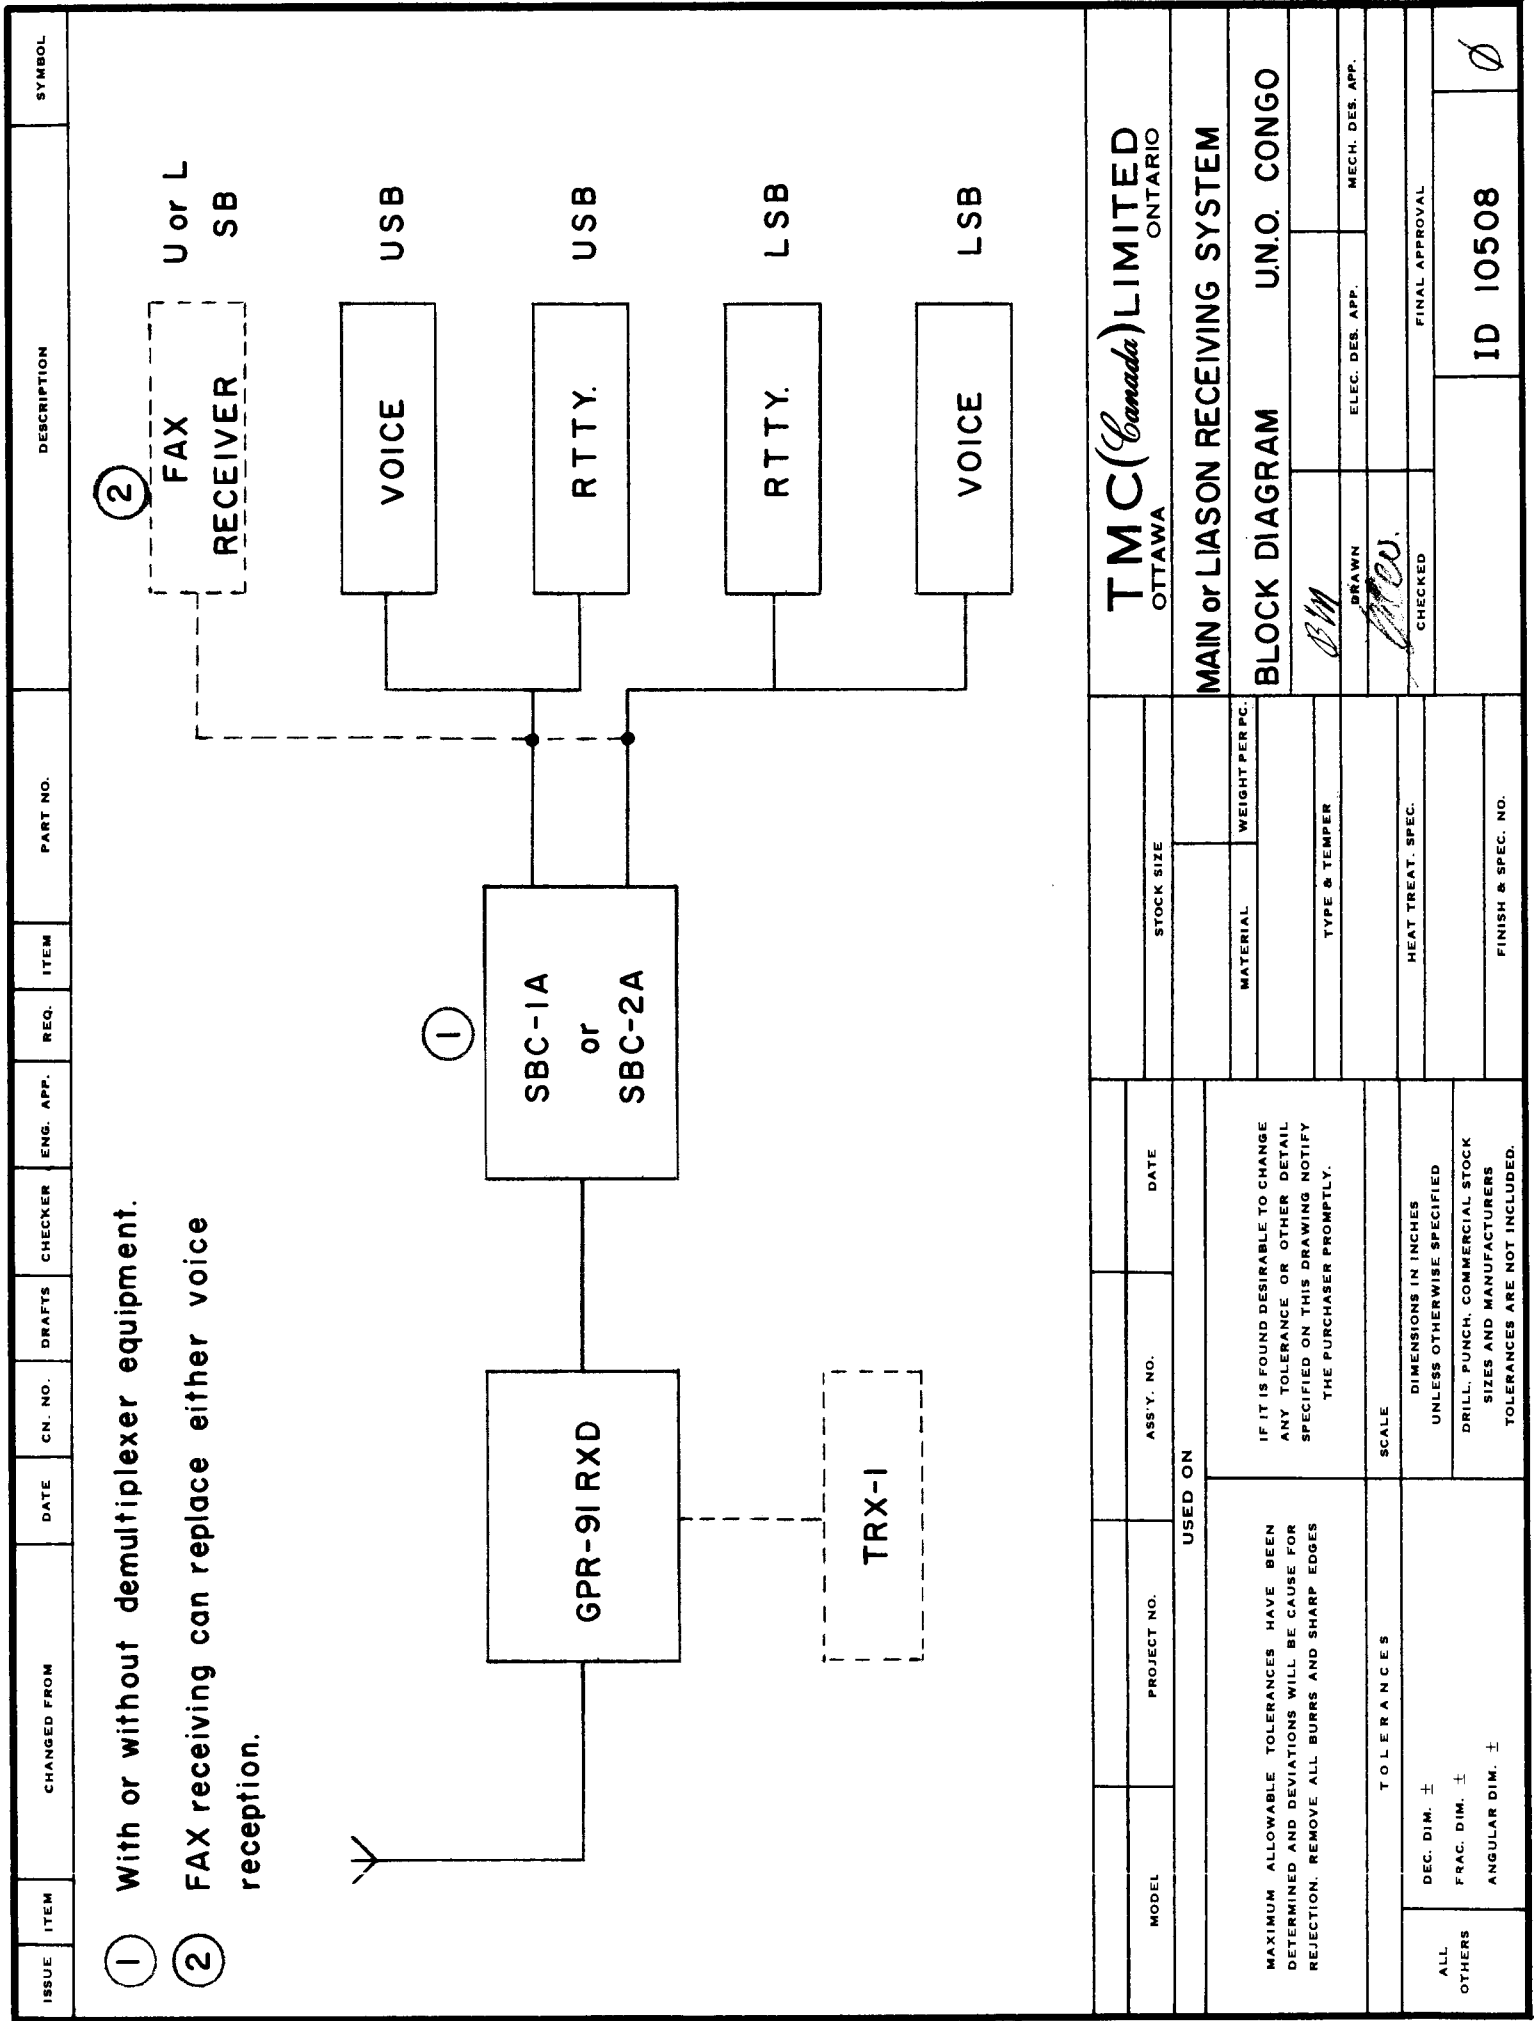 ISSUE
ITEM
CHANGED FROM
DATE
CN. NO.
DRAFTS
CHECKER
ENG. APP.
REQ.
ITEM
PART NO.
DESCRIPTION
SYMBOL
1 With or without demultiplexer equipment.
2 FAX receiving can replace either voice
reception.
GPR-91 RXD
TRX-1
1
SBC-1A
or
SBC-2A
2
FAX
RECEIVER
U or L
SB
VOICE
USB
RTTY.
USB
RTTY.
LSB
VOICE
LSB
MODEL
PROJECT NO.
ASS'Y. NO.
DATE
USED ON
MAXIMUM ALLOWABLE TOLERANCES HAVE BEEN
DETERMINED AND DEVIATIONS WILL BE CAUSE FOR
REJECTION. REMOVE ALL BURRS AND SHARP EDGES
IF IT IS FOUND DESIRABLE TO CHANGE
ANY TOLERANCE OR OTHER DETAIL
SPECIFIED ON THIS DRAWING NOTIFY
THE PURCHASER PROMPTLY.
TOLERANCES
SCALE
ALL
OTHERS
DEC. DIM. ±
FRAC. DIM. ±
ANGULAR DIM. ±
DIMENSIONS IN INCHES
UNLESS OTHERWISE SPECIFIED
DRILL, PUNCH, COMMERCIAL STOCK
SIZES AND MANUFACTURERS
TOLERANCES ARE NOT INCLUDED.
STOCK SIZE
MATERIAL
WEIGHT PER PC.
TYPE & TEMPER
HEAT TREAT. SPEC.
FINISH & SPEC. NO.
TMC (Canada) LIMITED
OTTAWA ONTARIO
MAIN or LIASON RECEIVING SYSTEM
BLOCK DIAGRAM U.N.O. CONGO
DRAWN
ELEC. DES. APP.
MECH. DES. APP.
CHECKED
FINAL APPROVAL
ID 10508
Ø